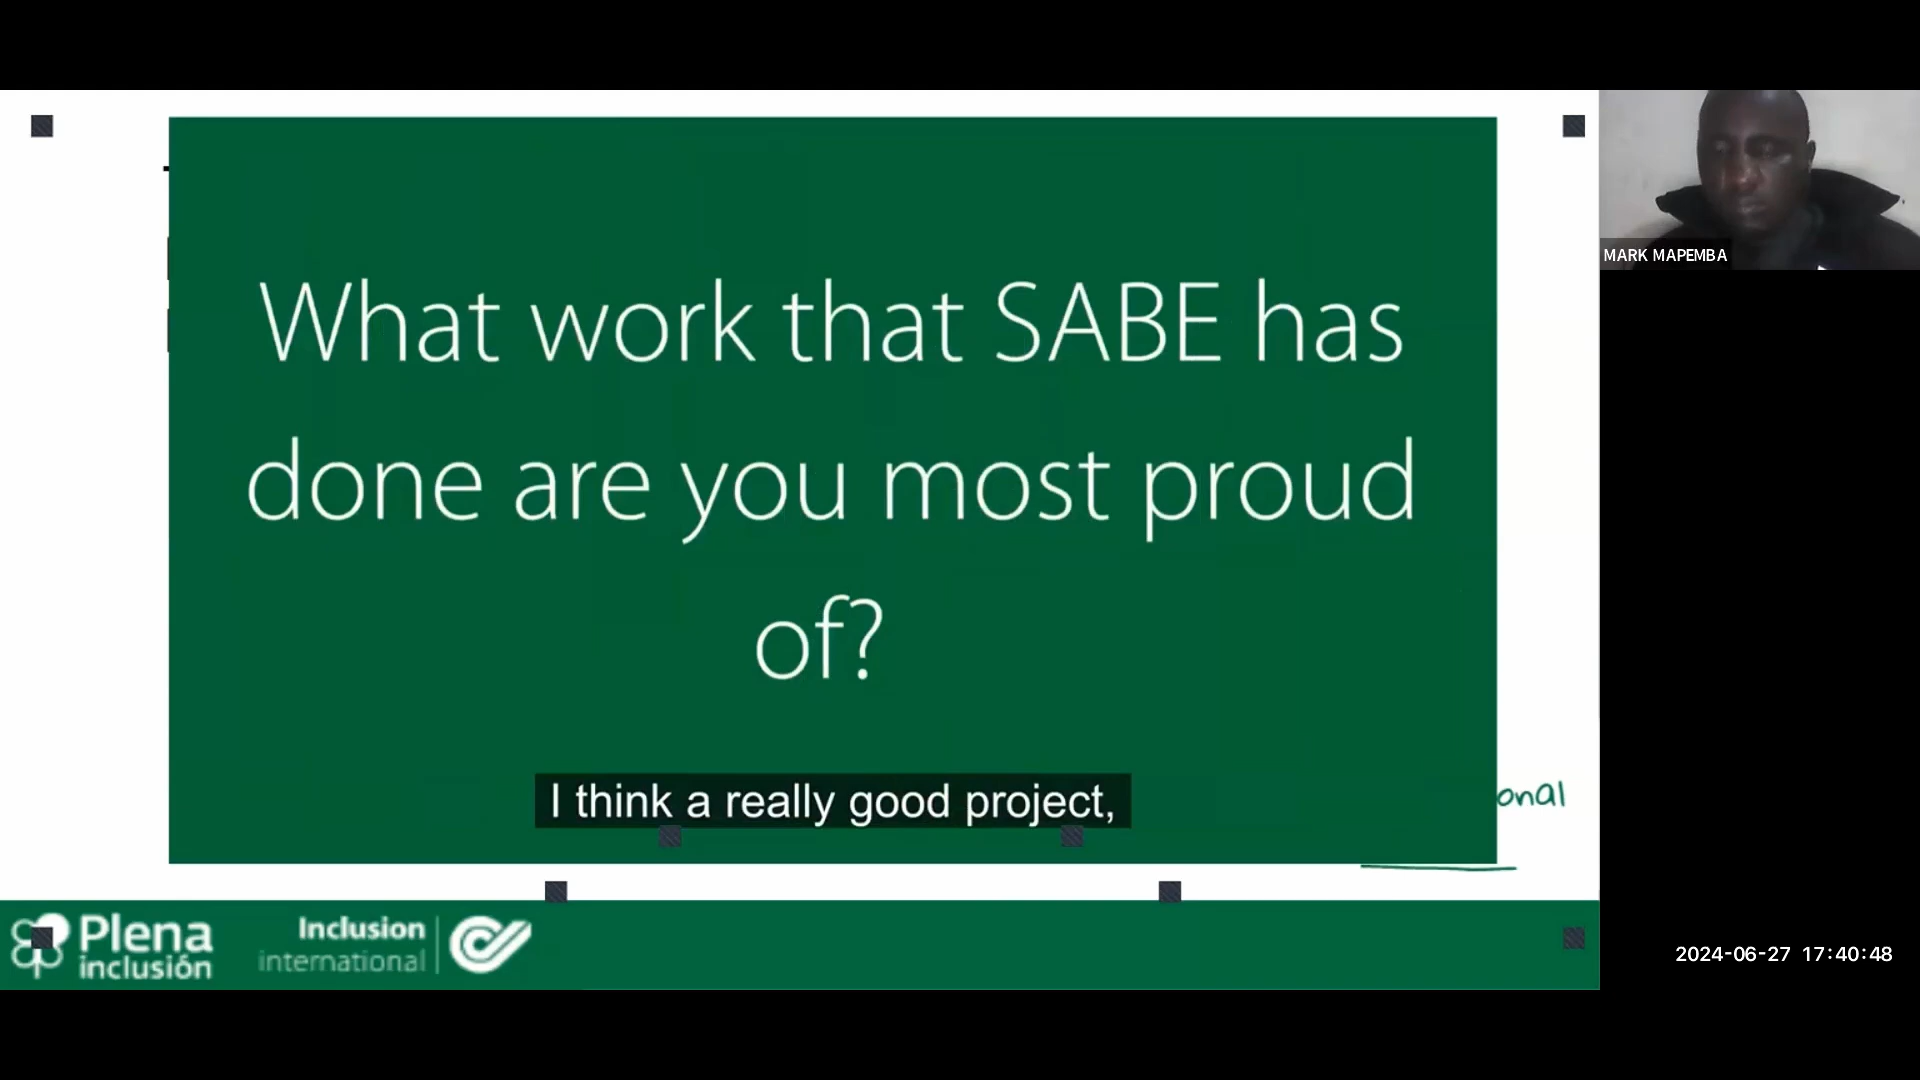 What work that SABE has
done are you most proud
of?
I think a really good project,
onal
Plena
inclusión
Inclusion
international
MARK MAPEMBA
2024-06-27 17:40:48